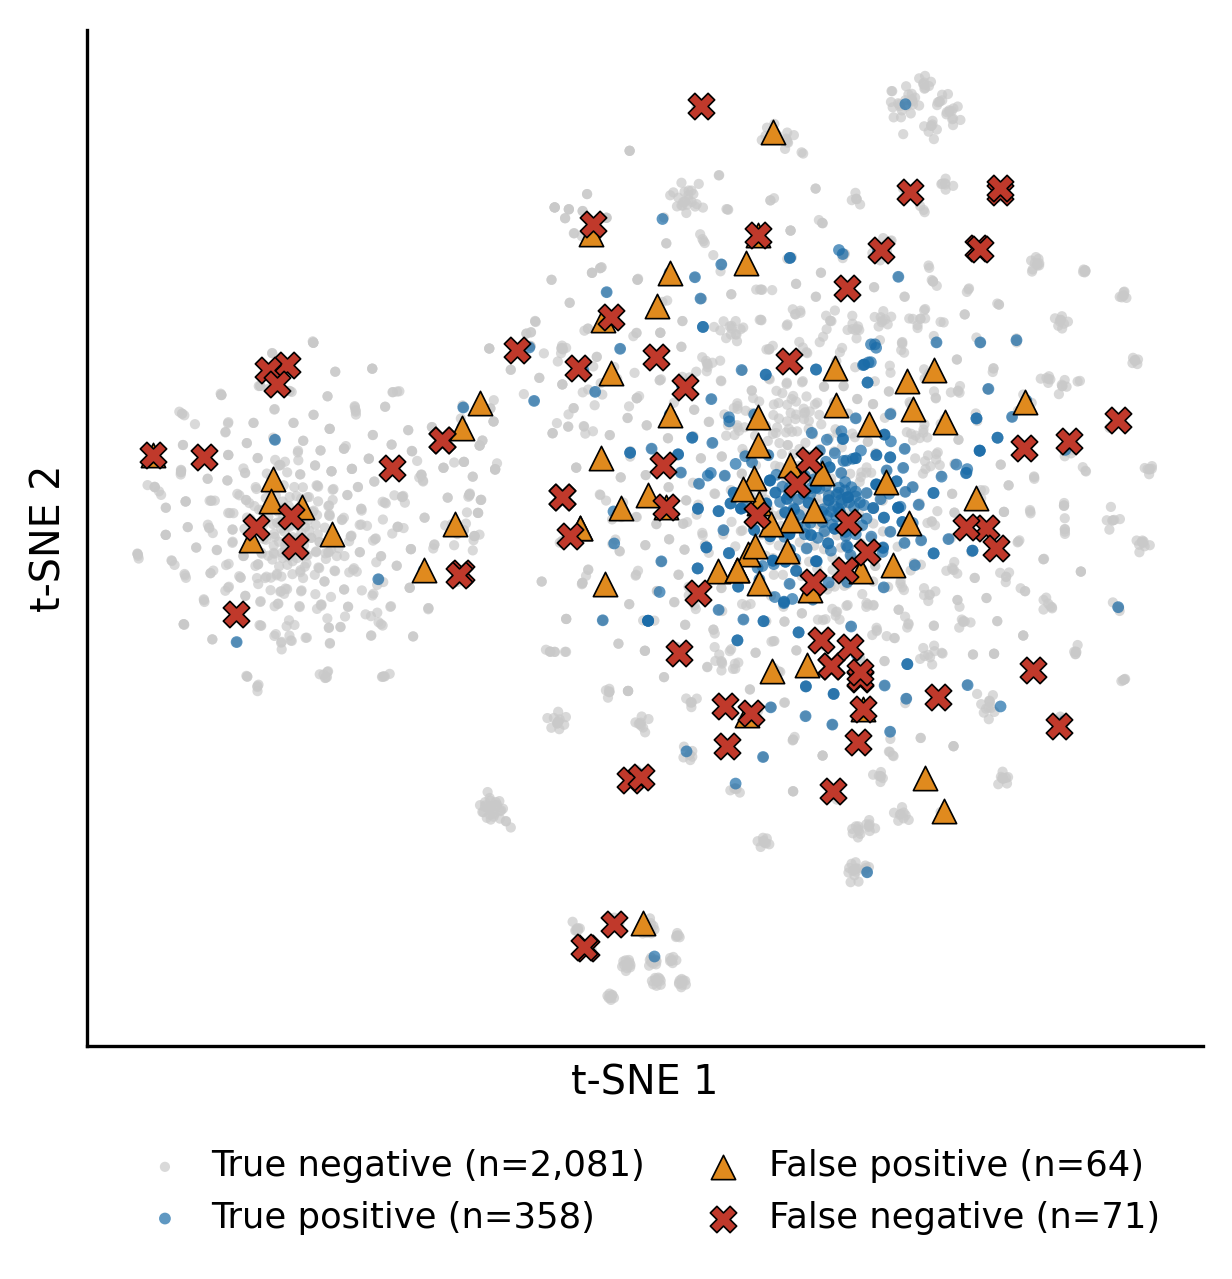 t-SNE 2
t-SNE 1
True negative (n=2,081)
True positive (n=358)
False positive (n=64)
False negative (n=71)